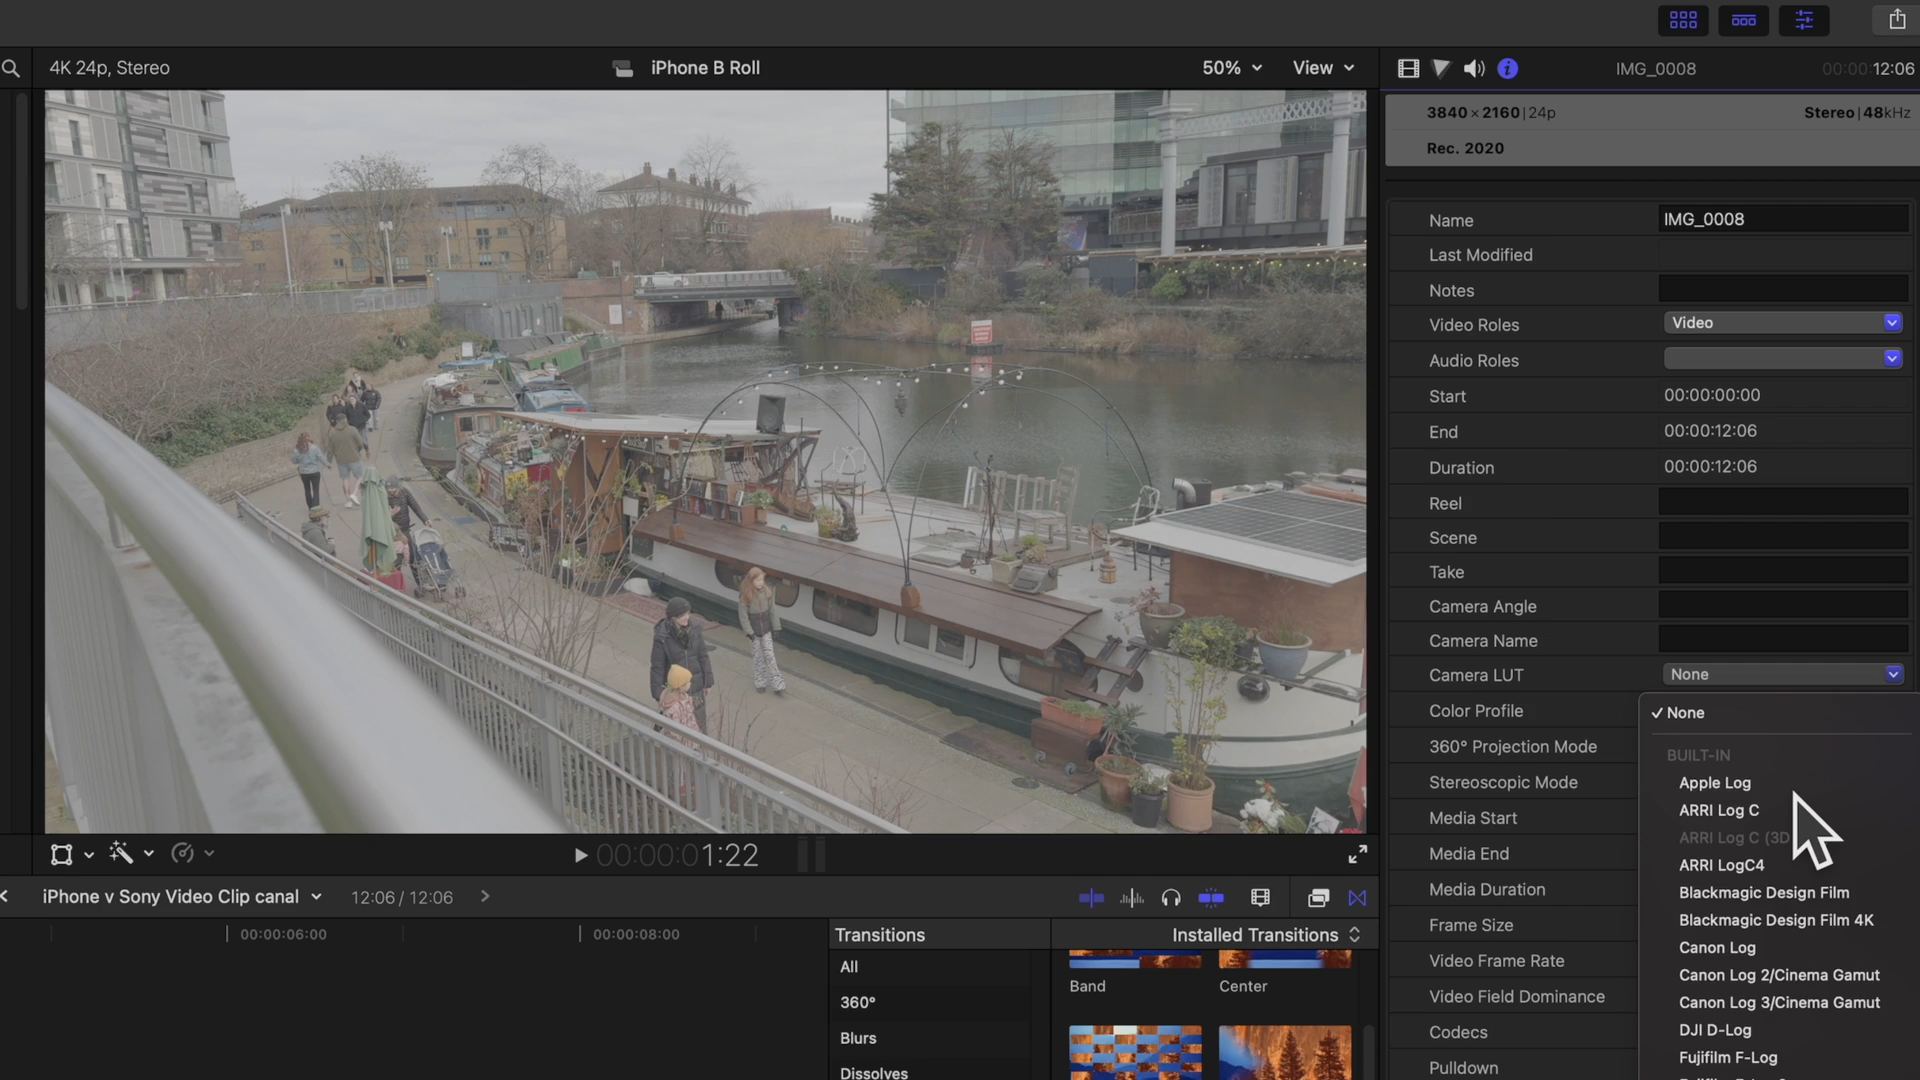 4K 24p, Stereo
iPhone B Roll
50%
View
IMG_0008
00:00:00:12:06
3840 × 2160 | 24p
Stereo | 48kHz
Rec. 2020
Name
IMG_0008
Last Modified
Notes
Video Roles
Video
Audio Roles
Start
00:00:00:00
End
00:00:12:06
Duration
00:00:12:06
Reel
Scene
Take
Camera Angle
Camera Name
Camera LUT
None
Color Profile
360° Projection Mode
Stereoscopic Mode
Media Start
Media End
Media Duration
Frame Size
Video Frame Rate
Video Field Dominance
Codecs
Pulldown
✓ None
BUILT-IN
Apple Log
ARRI Log C
ARRI Log C (3D
ARRI LogC4
Blackmagic Design Film
Blackmagic Design Film 4K
Canon Log
Canon Log 2/Cinema Gamut
Canon Log 3/Cinema Gamut
DJI D-Log
Fujifilm F-Log
00:00:01:22
iPhone v Sony Video Clip canal
12:06 / 12:06
00:00:06:00
00:00:08:00
Transitions
Installed Transitions
All
360°
Blurs
Dissolves
Band
Center